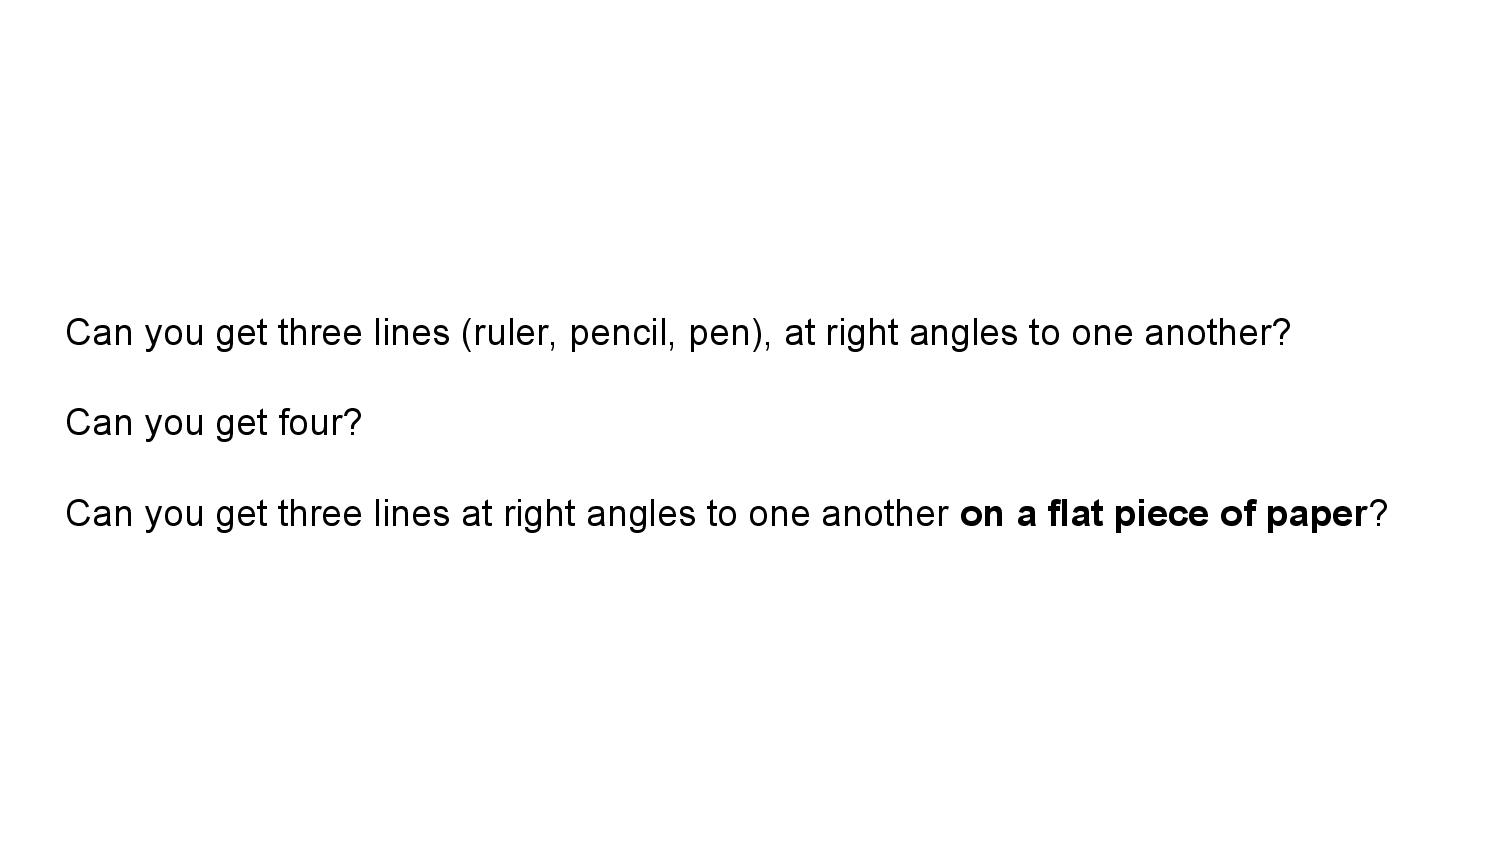 Can you get three lines (ruler, pencil, pen), at right angles to one another?
Can you get four?
Can you get three lines at right angles to one another on a flat piece of paper?